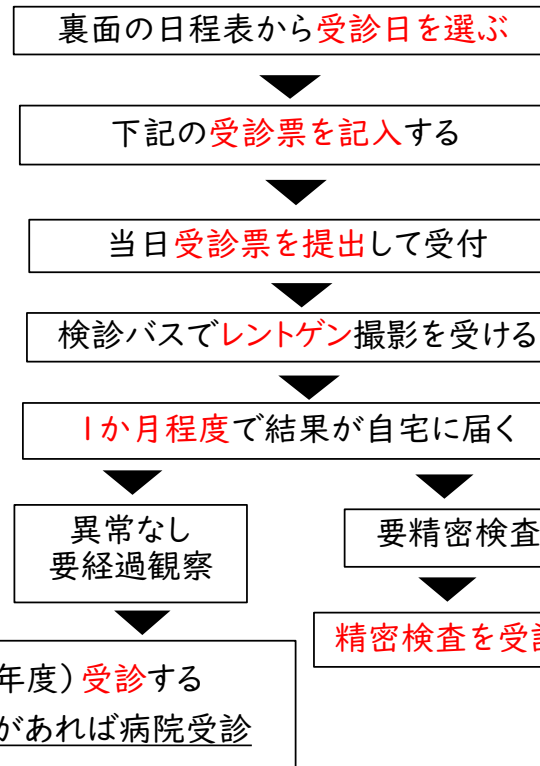 裏面の日程表から受診日を選ぶ
下記の受診票を記入する
当日受診票を提出して受付
検診バスでレントゲン撮影を受ける
1か月程度で結果が自宅に届く
異常なし
要経過観察
要精密検査
精密検査を受診
年度)受診する
があれば病院受診